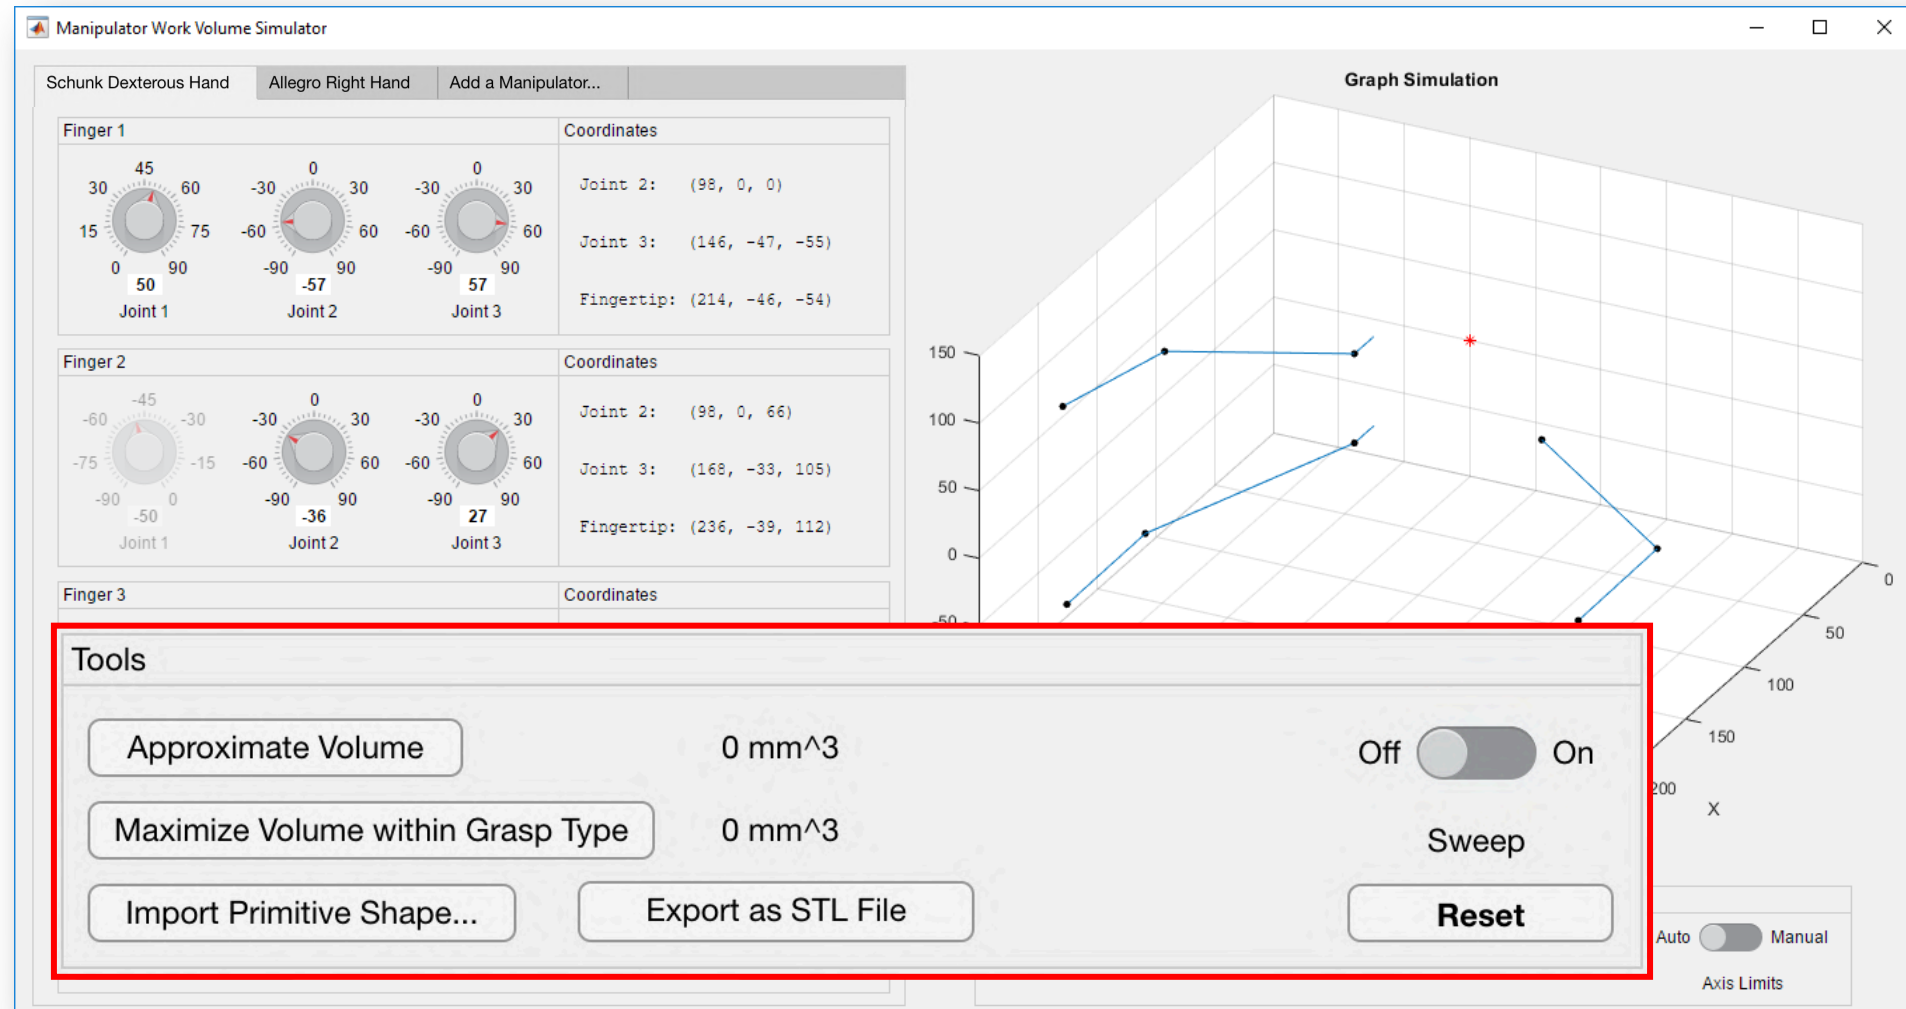 Manipulator Work Volume Simulator
Schunk Dexterous Hand Allegro Right Hand Add a Manipulator...
Finger 1 Coordinates
0 15 30 45 60 75 90
50
Joint 1
-90 -60 -30 0 30 60 90
-57
Joint 2
-90 -60 -30 0 30 60 90
57
Joint 3
Joint 2: (98, 0, 0)
Joint 3: (146, -47, -55)
Fingertip: (214, -46, -54)
Finger 2 Coordinates
-90 -75 -60 -45 -30 -15 0
-50
Joint 1
-90 -60 -30 0 30 60 90
-36
Joint 2
-90 -60 -30 0 30 60 90
27
Joint 3
Joint 2: (98, 0, 66)
Joint 3: (168, -33, 105)
Fingertip: (236, -39, 112)
Finger 3 Coordinates
Graph Simulation
150
100
50
0
-50
0
50
100
150
200
X
Tools
Approximate Volume 0 mm^3
Off On
Maximize Volume within Grasp Type 0 mm^3
Sweep
Import Primitive Shape... Export as STL File Reset
Auto Manual
Axis Limits